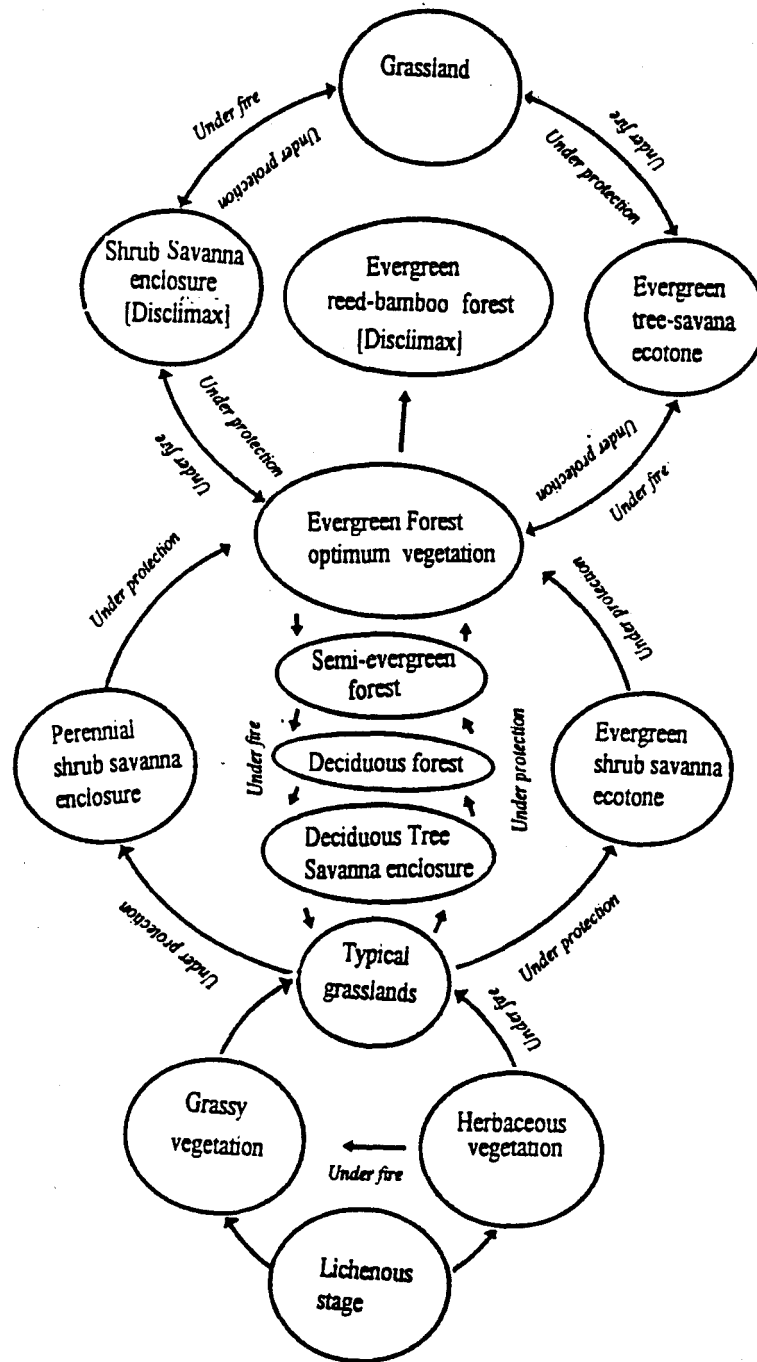 Grassland
Under fire
Under protection
Under fire
Under protection
Shrub Savanna
enclosure
[Disclimax]
Evergreen
reed-bamboo forest
[Disclimax]
Evergreen
tree-savana
ecotone
Under protection
Under fire
Under protection
Under fire
Evergreen Forest
optimum vegetation
Under protection
Under protection
Semi-evergreen
forest
Perennial
shrub savanna
enclosure
Under fire
Deciduous forest
Under protection
Evergreen
shrub savanna
ecotone
Deciduous Tree
Savanna enclosure
Under protection
Typical
grasslands
Under protection
Under fire
Grassy
vegetation
Herbaceous
vegetation
Under fire
Lichenous
stage